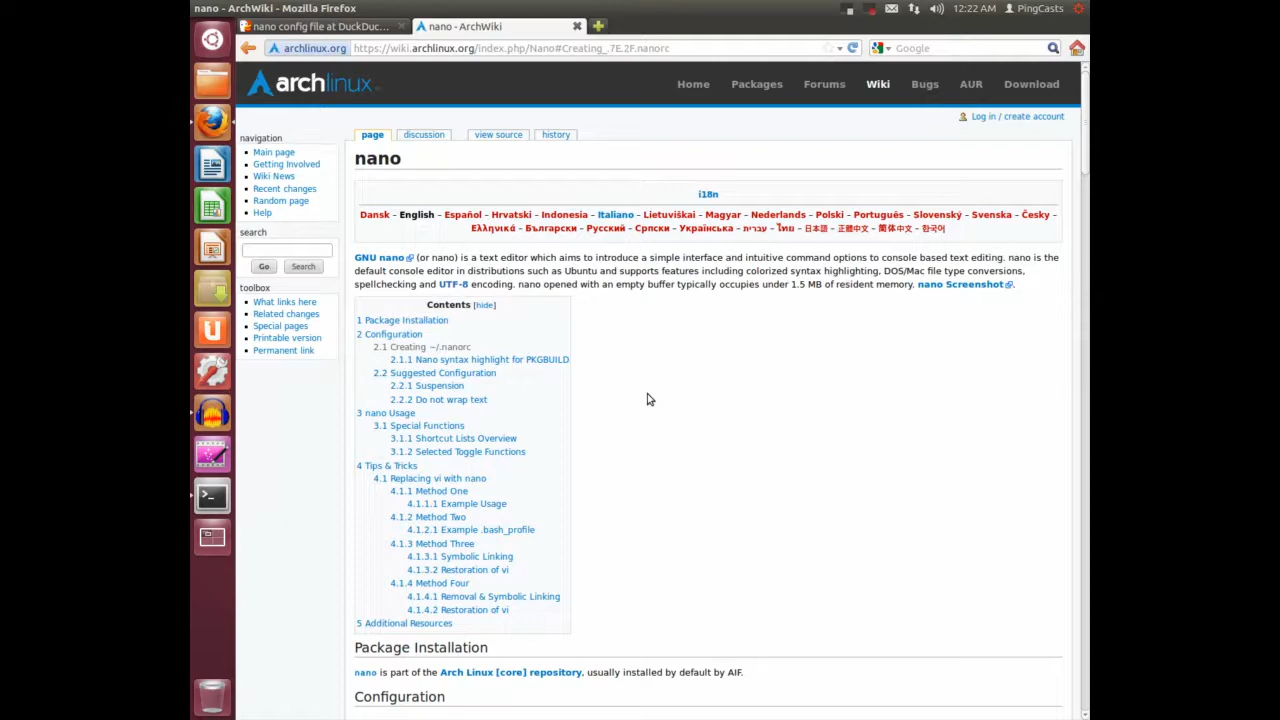 nano - ArchWiki - Mozilla Firefox
12:22 AM PingCasts
nano config file at DuckDuc...
nano - ArchWiki
archlinux.org https://wiki.archlinux.org/index.php/Nano#Creating_.7E.2F.nanorc
Google
archlinux
Home Packages Forums Wiki Bugs AUR Download
Log in / create account
page discussion view source history
navigation
Main page
Getting Involved
Wiki News
Recent changes
Random page
Help
search
Go Search
toolbox
What links here
Related changes
Special pages
Printable version
Permanent link
nano
i18n
Dansk – English – Español – Hrvatski – Indonesia – Italiano – Lietuviškai – Magyar – Nederlands – Polski – Português – Slovenský – Svenska – Česky –
Ελληνικά – Български – Русский – Српски – Українська – עברית – ไทย – 日本語 – 正體中文 – 简体中文 – 한국어
GNU nano (or nano) is a text editor which aims to introduce a simple interface and intuitive command options to console based text editing. nano is the
default console editor in distributions such as Ubuntu and supports features including colorized syntax highlighting, DOS/Mac file type conversions,
spellchecking and UTF-8 encoding. nano opened with an empty buffer typically occupies under 1.5 MB of resident memory. nano Screenshot.
Contents [hide]
1 Package Installation
2 Configuration
2.1 Creating ~/.nanorc
2.1.1 Nano syntax highlight for PKGBUILD
2.2 Suggested Configuration
2.2.1 Suspension
2.2.2 Do not wrap text
3 nano Usage
3.1 Special Functions
3.1.1 Shortcut Lists Overview
3.1.2 Selected Toggle Functions
4 Tips & Tricks
4.1 Replacing vi with nano
4.1.1 Method One
4.1.1.1 Example Usage
4.1.2 Method Two
4.1.2.1 Example .bash_profile
4.1.3 Method Three
4.1.3.1 Symbolic Linking
4.1.3.2 Restoration of vi
4.1.4 Method Four
4.1.4.1 Removal & Symbolic Linking
4.1.4.2 Restoration of vi
5 Additional Resources
Package Installation
nano is part of the Arch Linux [core] repository, usually installed by default by AIF.
Configuration